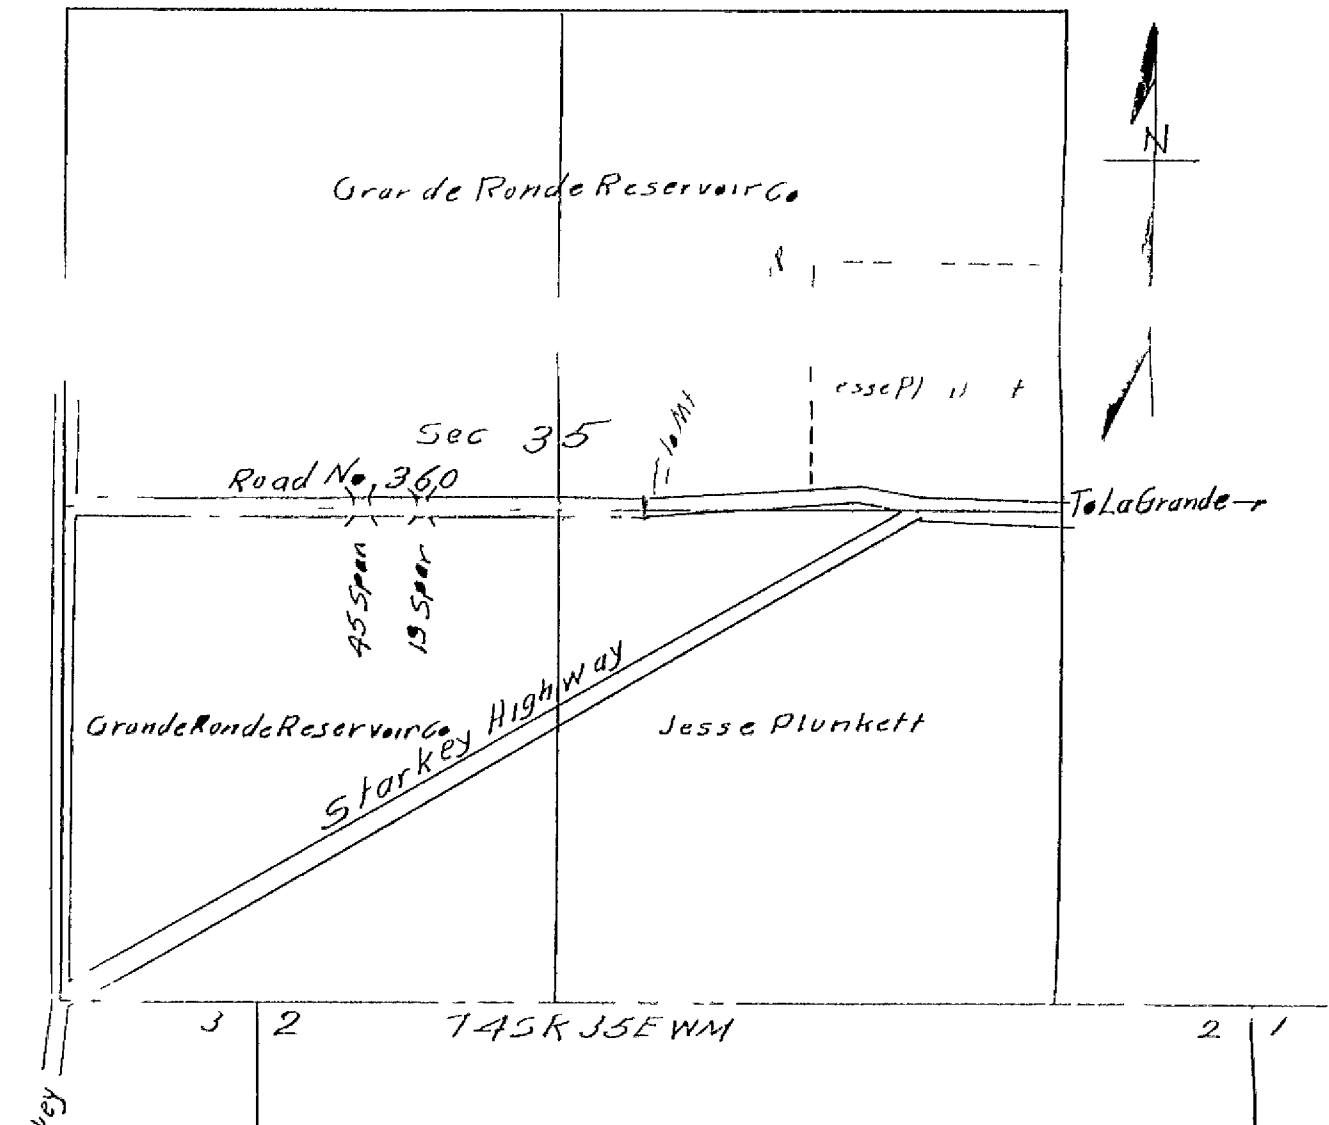 N
Grande Ronde Reservoir Co.
Sec 35
Road No. 360
To La Grande
45 Span
19 Span
Starkey Highway
Grande Ronde Reservoir Co.
Jesse Plunkett
3 2
T4S R35E WM
2 1